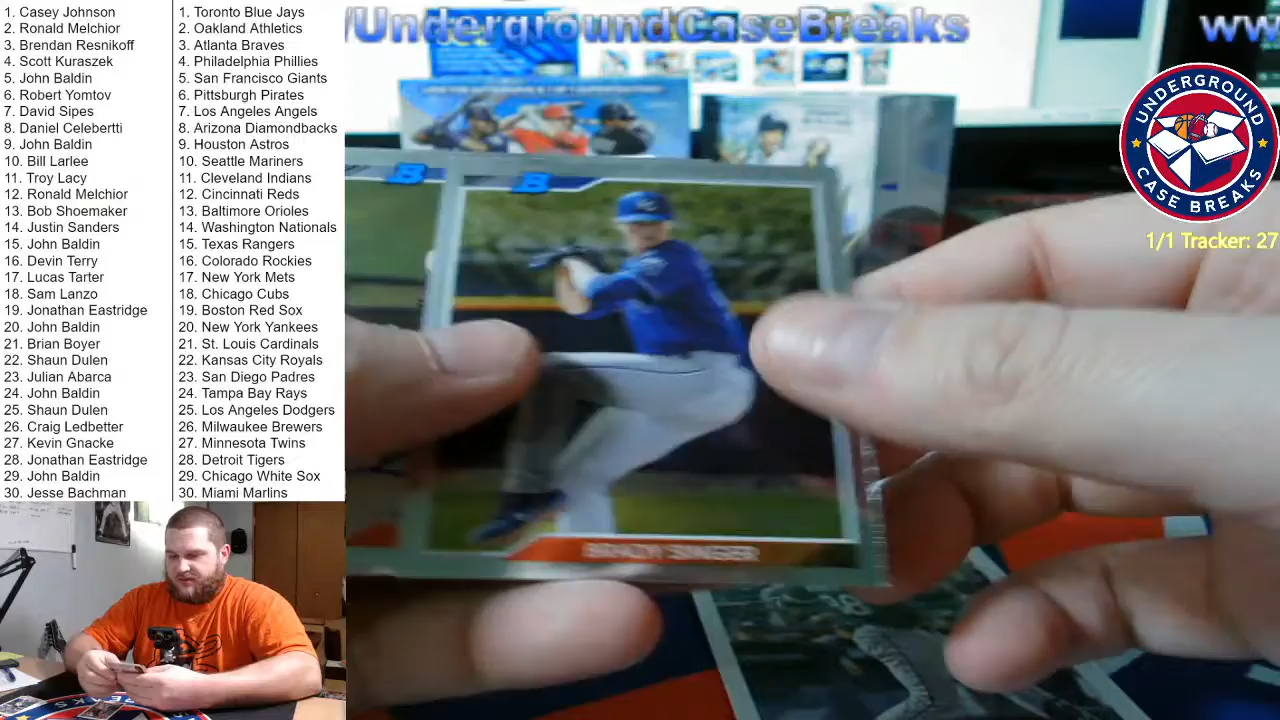 1. Casey Johnson
2. Ronald Melchior
3. Brendan Resnikoff
4. Scott Kuraszek
5. John Baldin
6. Robert Yomtov
7. David Sipes
8. Daniel Celebertti
9. John Baldin
10. Bill Larlee
11. Troy Lacy
12. Ronald Melchior
13. Bob Shoemaker
14. Justin Sanders
15. John Baldin
16. Devin Terry
17. Lucas Tarter
18. Sam Lanzo
19. Jonathan Eastridge
20. John Baldin
21. Brian Boyer
22. Shaun Dulen
23. Julian Abarca
24. John Baldin
25. Shaun Dulen
26. Craig Ledbetter
27. Kevin Gnacke
28. Jonathan Eastridge
29. John Baldin
30. Jesse Bachman
1. Toronto Blue Jays
2. Oakland Athletics
3. Atlanta Braves
4. Philadelphia Phillies
5. San Francisco Giants
6. Pittsburgh Pirates
7. Los Angeles Angels
8. Arizona Diamondbacks
9. Houston Astros
10. Seattle Mariners
11. Cleveland Indians
12. Cincinnati Reds
13. Baltimore Orioles
14. Washington Nationals
15. Texas Rangers
16. Colorado Rockies
17. New York Mets
18. Chicago Cubs
19. Boston Red Sox
20. New York Yankees
21. St. Louis Cardinals
22. Kansas City Royals
23. San Diego Padres
24. Tampa Bay Rays
25. Los Angeles Dodgers
26. Milwaukee Brewers
27. Minnesota Twins
28. Detroit Tigers
29. Chicago White Sox
30. Miami Marlins
/UndergroundCaseBreaks ww
UNDERGROUND
CASE BREAKS
1/1 Tracker: 27
B
B
BRADY SINGER